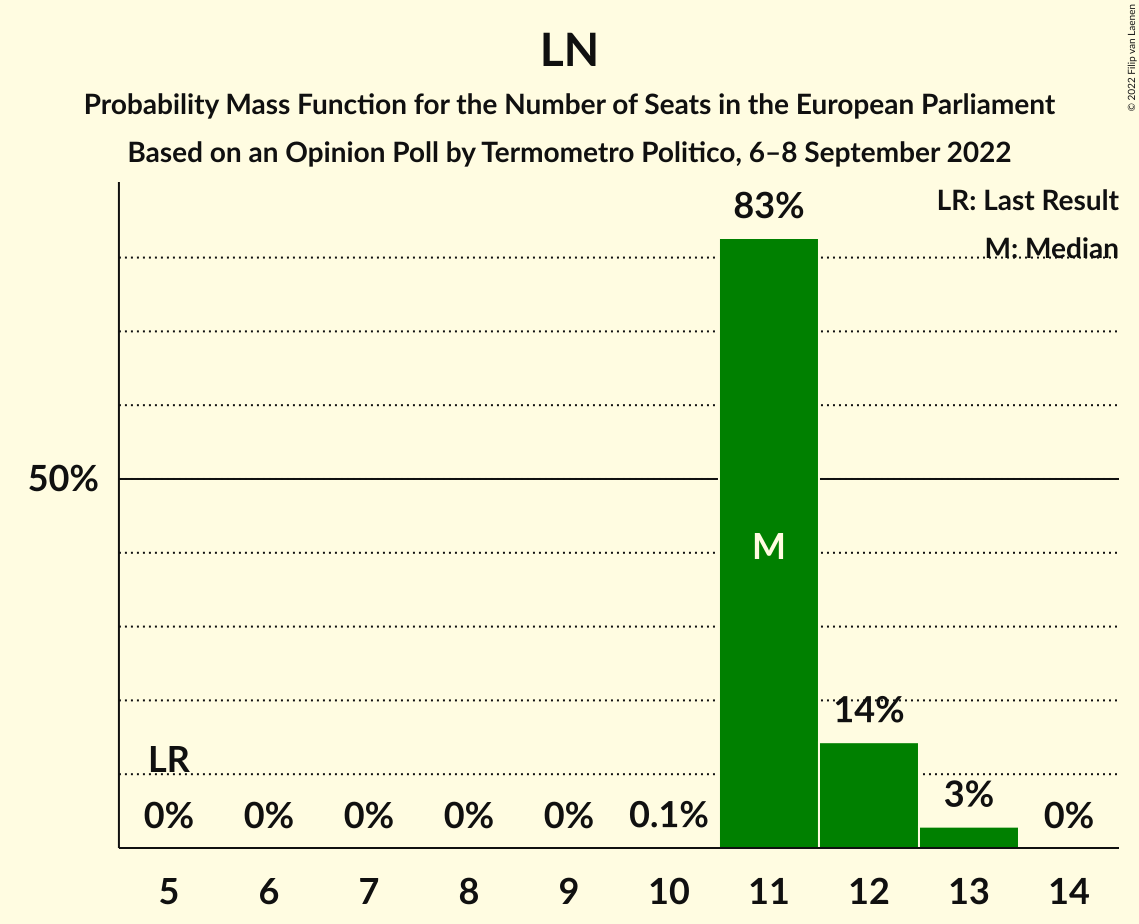 LN
Probability Mass Function for the Number of Seats in the European Parliament
Based on an Opinion Poll by Termometro Politico, 6–8 September 2022
© 2022 Filip van Laenen
LR: Last Result
M: Median
83%
50%
M
14%
LR
3%
0% 0% 0% 0% 0% 0.1% 0%
5 6 7 8 9 10 11 12 13 14